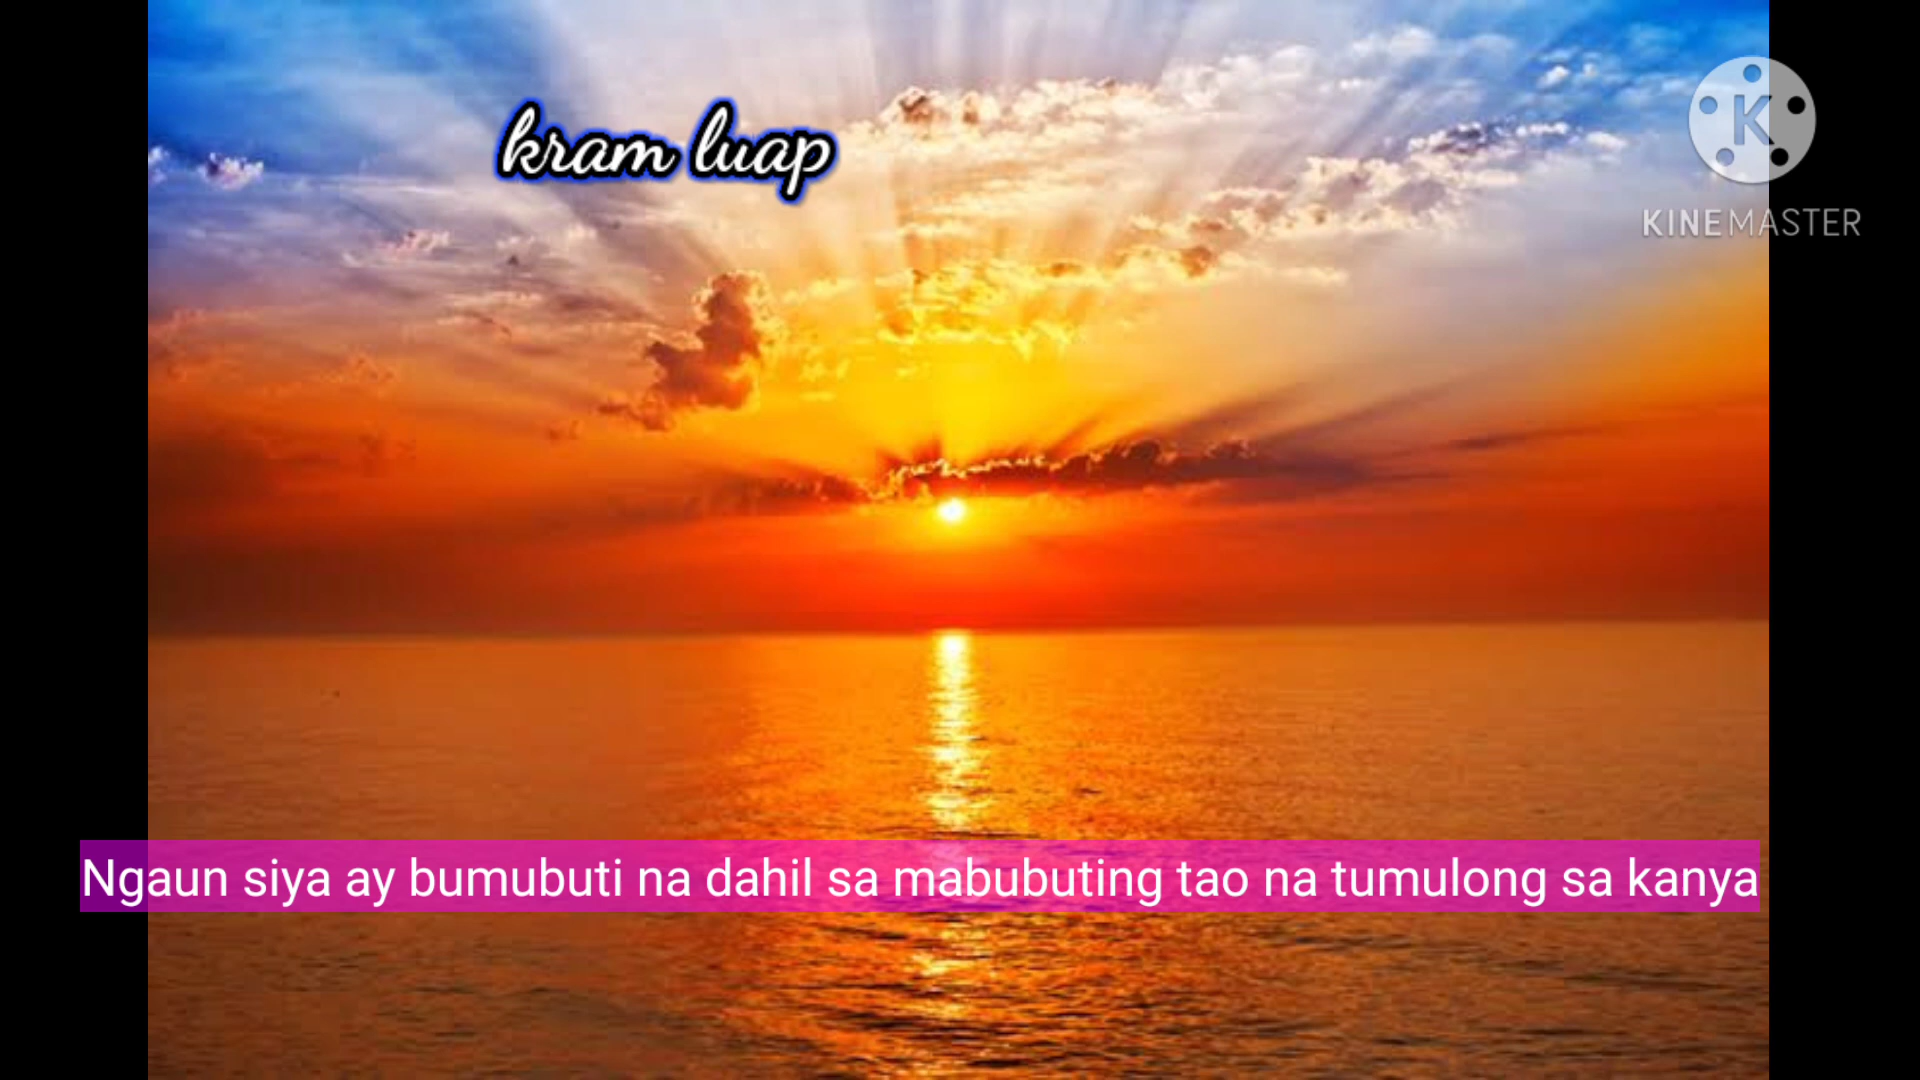 kram luap
K
KINEMASTER
Ngaun siya ay bumubuti na dahil sa mabubuting tao na tumulong sa kanya